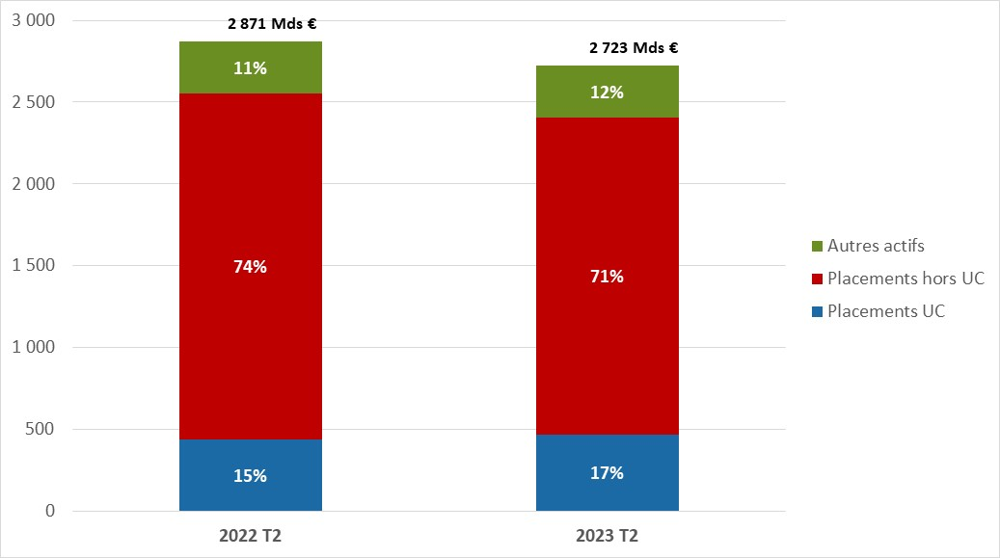 3 000
2 500
2 000
1 500
1 000
500
0
2 871 Mds €
11%
74%
15%
2022 T2
2 723 Mds €
12%
71%
17%
2023 T2
Autres actifs
Placements hors UC
Placements UC